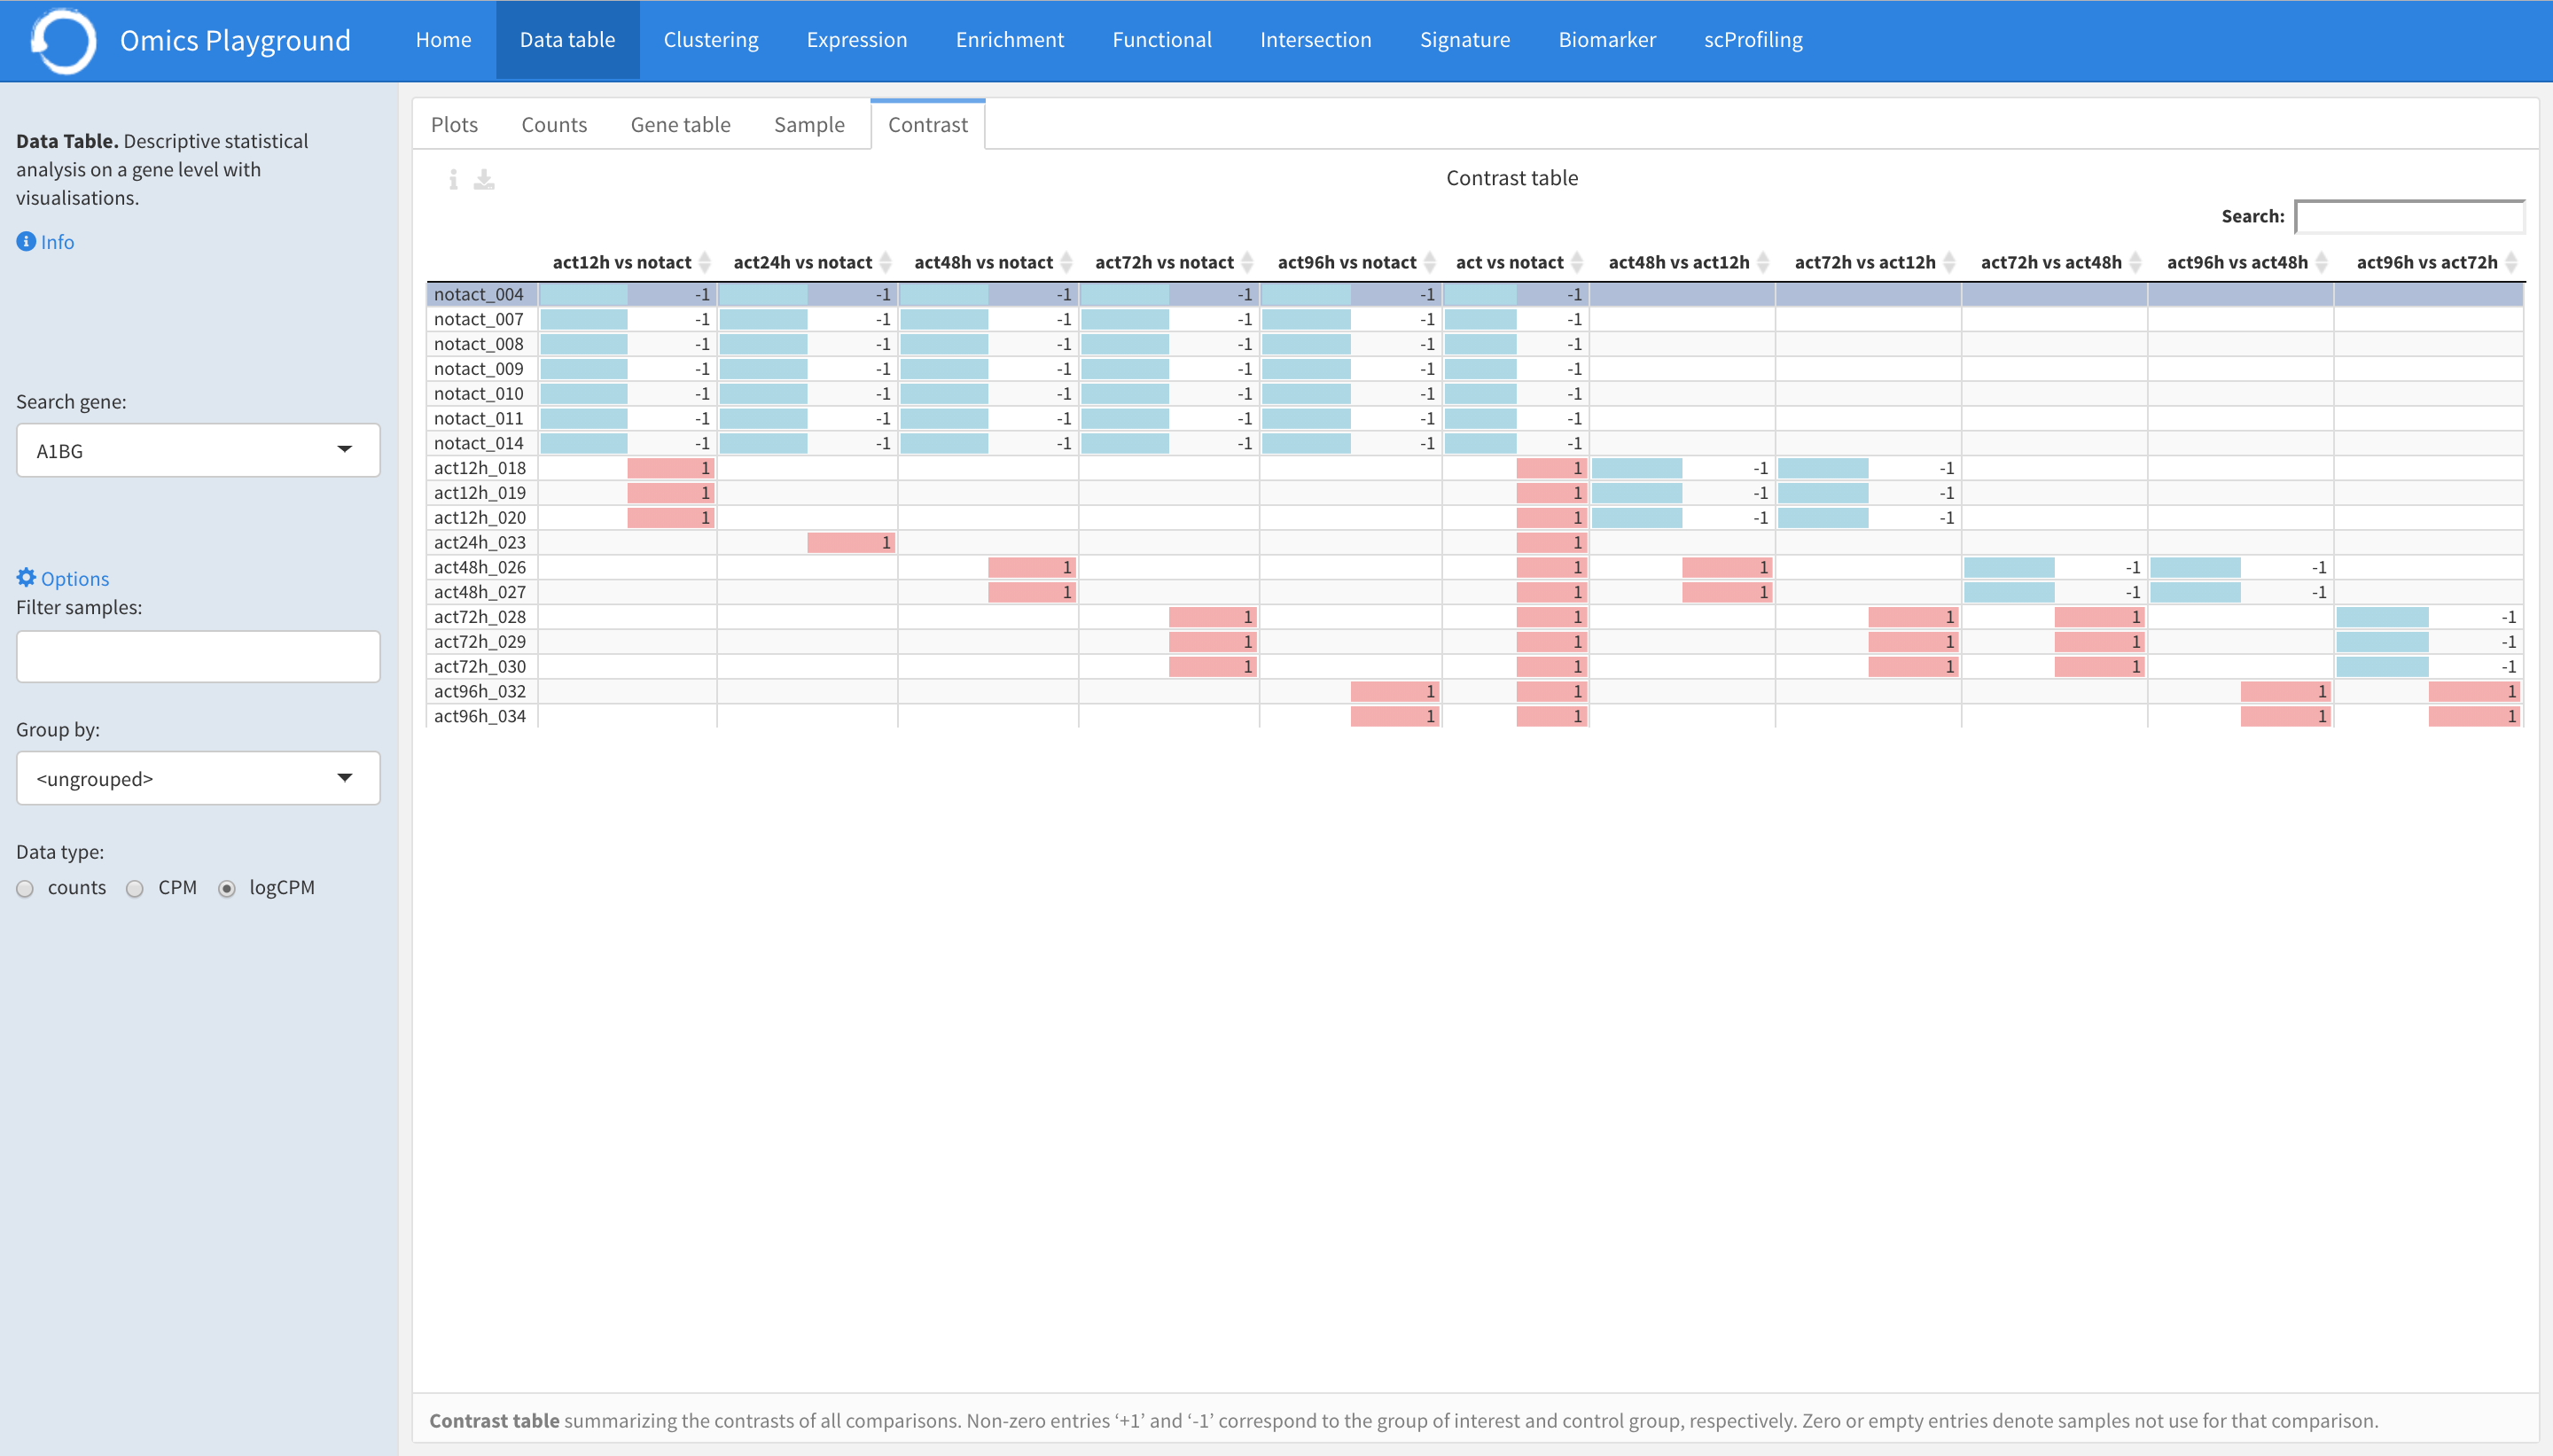 Omics Playground Home Data table Clustering Expression Enrichment Functional Intersection Signature Biomarker scProfiling
Data Table. Descriptive statistical
analysis on a gene level with
visualisations.
Info
Search gene:
A1BG
Options
Filter samples:
Group by:
<ungrouped>
Data type:
counts CPM logCPM
Plots Counts Gene table Sample Contrast
Contrast table
Search:
act12h vs notact act24h vs notact act48h vs notact act72h vs notact act96h vs notact act vs notact act48h vs act12h act72h vs act12h act72h vs act48h act96h vs act48h act96h vs act72h
notact_004 -1 -1 -1 -1 -1 -1
notact_007 -1 -1 -1 -1 -1 -1
notact_008 -1 -1 -1 -1 -1 -1
notact_009 -1 -1 -1 -1 -1 -1
notact_010 -1 -1 -1 -1 -1 -1
notact_011 -1 -1 -1 -1 -1 -1
notact_014 -1 -1 -1 -1 -1 -1
act12h_018 1 1 -1 -1
act12h_019 1 1 -1 -1
act12h_020 1 1 -1 -1
act24h_023 1 1
act48h_026 1 1 1 -1 -1
act48h_027 1 1 1 -1 -1
act72h_028 1 1 1 1 -1
act72h_029 1 1 1 1 -1
act72h_030 1 1 1 1 -1
act96h_032 1 1 1 1
act96h_034 1 1 1 1
Contrast table summarizing the contrasts of all comparisons. Non-zero entries ‘+1’ and ‘-1’ correspond to the group of interest and control group, respectively. Zero or empty entries denote samples not use for that comparison.